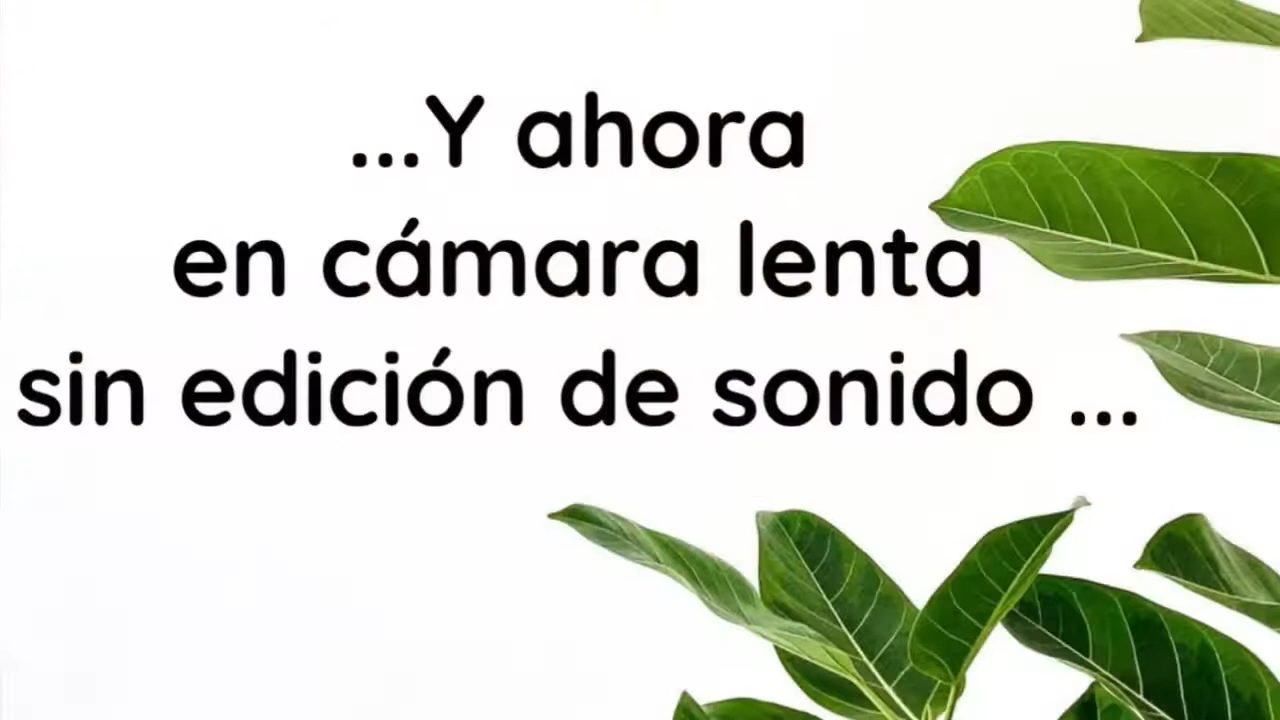 ...Y ahora
en cámara lenta
sin edición de sonido ...